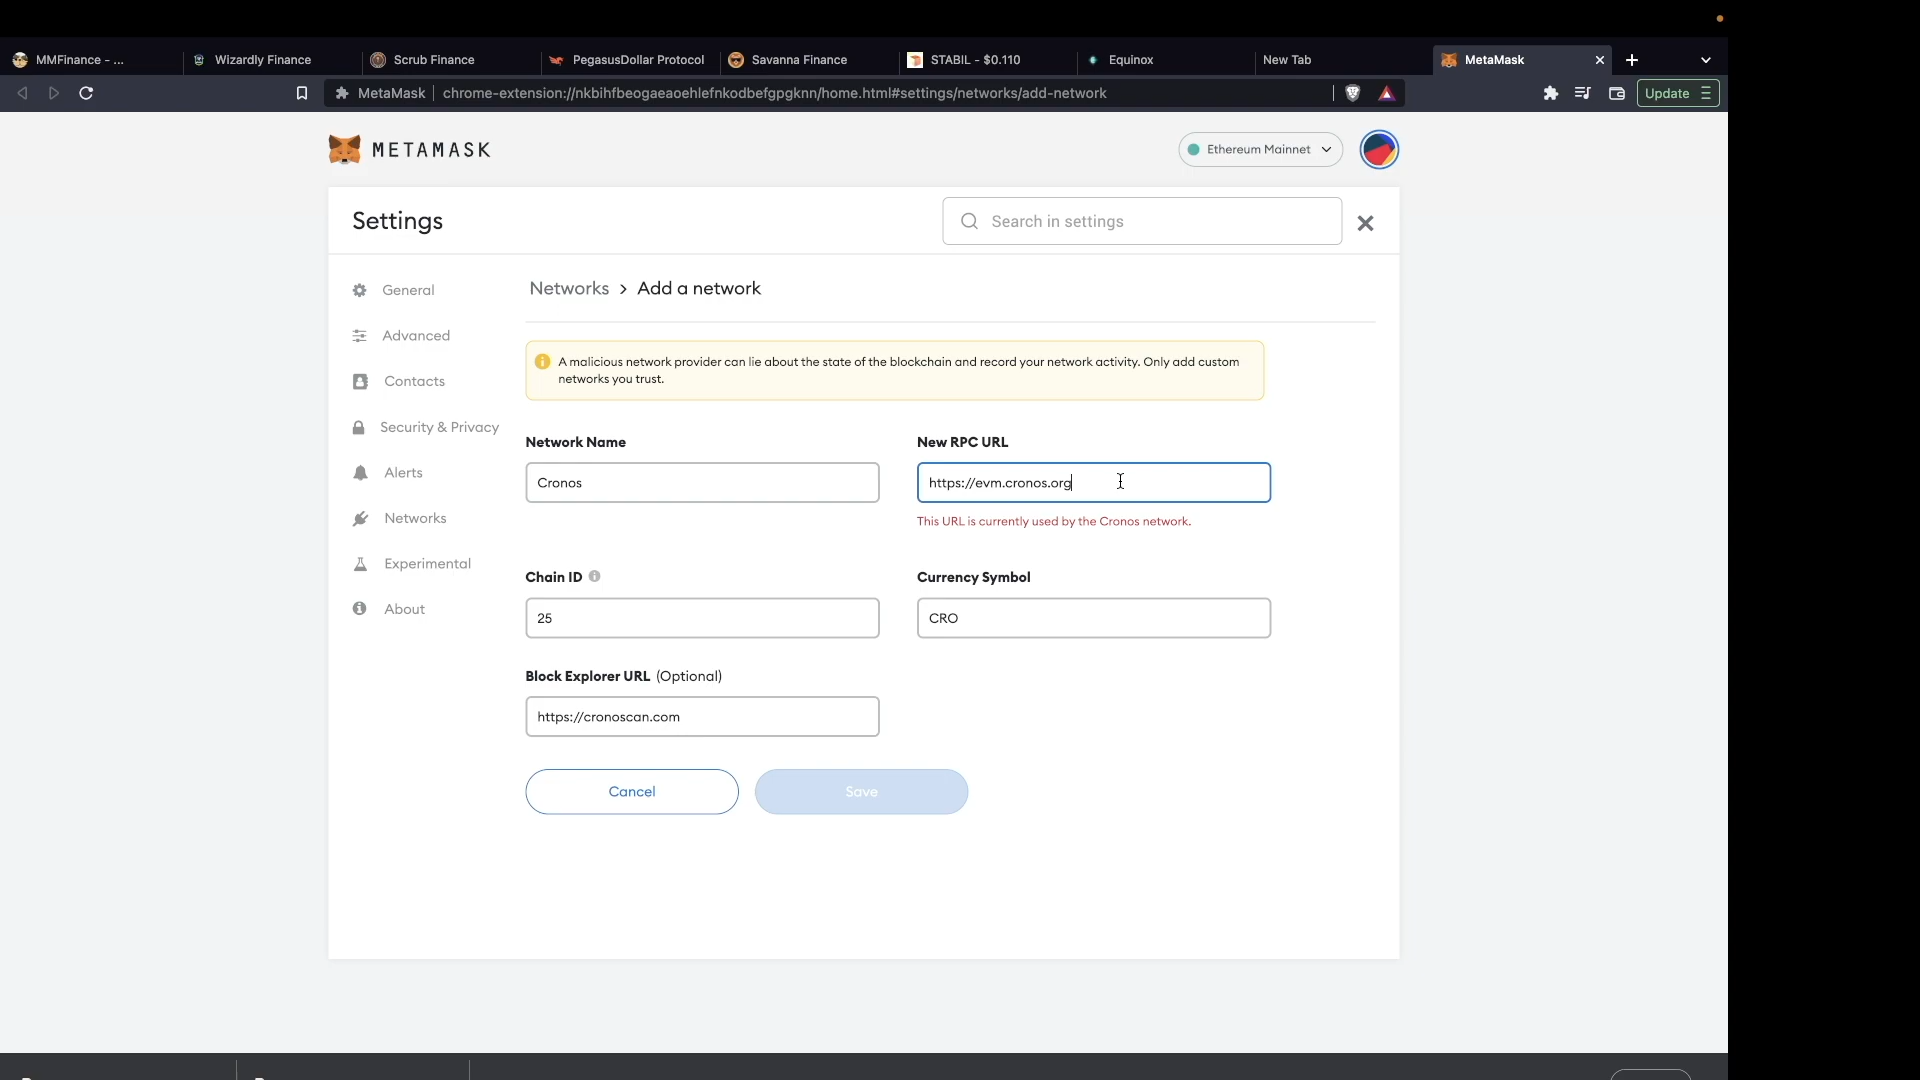 MMFinance - ...
Wizardly Finance
Scrub Finance
PegasusDollar Protocol
Savanna Finance
STABIL - $0.110
Equinox
New Tab
MetaMask
MetaMask
chrome-extension://nkbihfbeogaeaoehlefnkodbefgpgknn/home.html#settings/networks/add-network
Update
METAMASK
Ethereum Mainnet
Settings
Search in settings
General
Advanced
Contacts
Security & Privacy
Alerts
Networks
Experimental
About
Networks > Add a network
A malicious network provider can lie about the state of the blockchain and record your network activity. Only add custom
networks you trust.
Network Name
Cronos
New RPC URL
https://evm.cronos.org
This URL is currently used by the Cronos network.
Chain ID
25
Currency Symbol
CRO
Block Explorer URL (Optional)
https://cronoscan.com
Cancel
Save